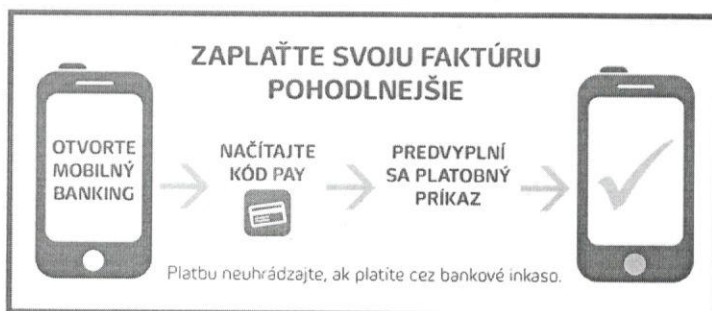 ZAPLAŤTE SVOJU FAKTÚRU
POHODLNEJŠIE
OTVORTE
MOBILNÝ
BANKING
NAČÍTAJTE
KÓD PAY
PREDVYPLNÍ
SA PLATOBNÝ
PRÍKAZ
Platbu neuhrádzajte, ak platíte cez bankové inkaso.